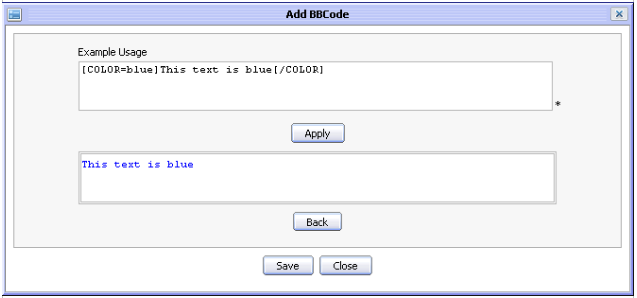 Add BBCode
Example Usage
[COLOR=blue]This text is blue[/COLOR]
*
Apply
This text is blue
Back
Save Close